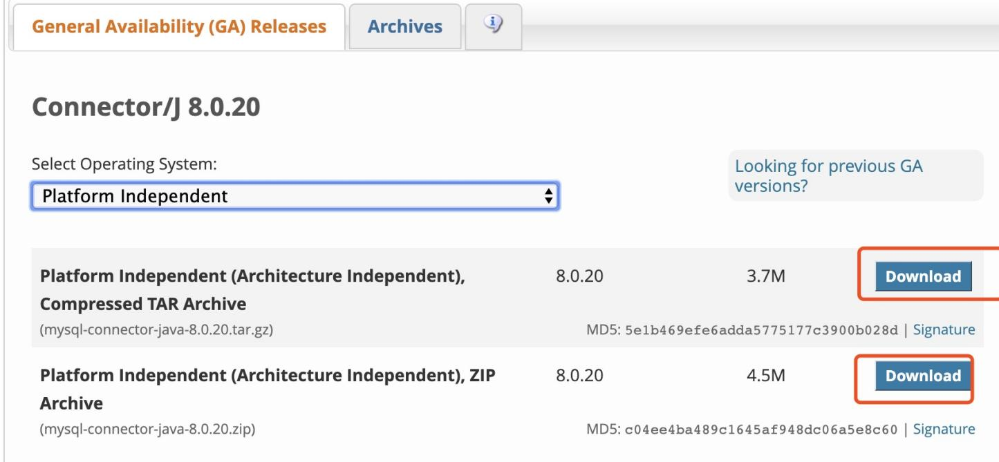 General Availability (GA) Releases
Archives
Connector/J 8.0.20
Select Operating System:
Looking for previous GA
versions?
Platform Independent
Platform Independent (Architecture Independent),
Compressed TAR Archive
8.0.20
3.7M
Download
(mysql-connector-java-8.0.20.tar.gz)
MD5: 5e1b469efe6adda5775177c3900b028d | Signature
Platform Independent (Architecture Independent), ZIP
Archive
8.0.20
4.5M
Download
(mysql-connector-java-8.0.20.zip)
MD5: c04ee4ba489c1645af948dc06a5e8c60 | Signature